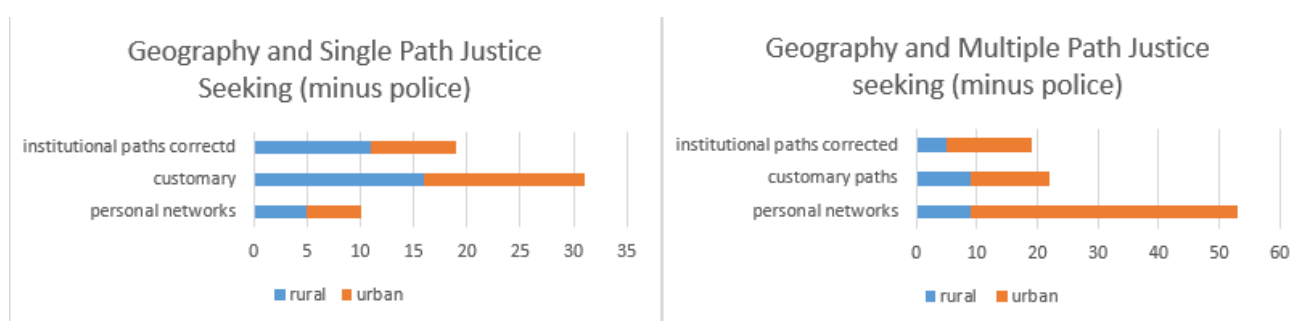 Geography and Single Path Justice
Seeking (minus police)
institutional paths correctd
customary
personal networks
0 5 10 15 20 25 30 35
rural urban
Geography and Multiple Path Justice
seeking (minus police)
institutional paths corrected
customary paths
personal networks
0 10 20 30 40 50 60
rural urban